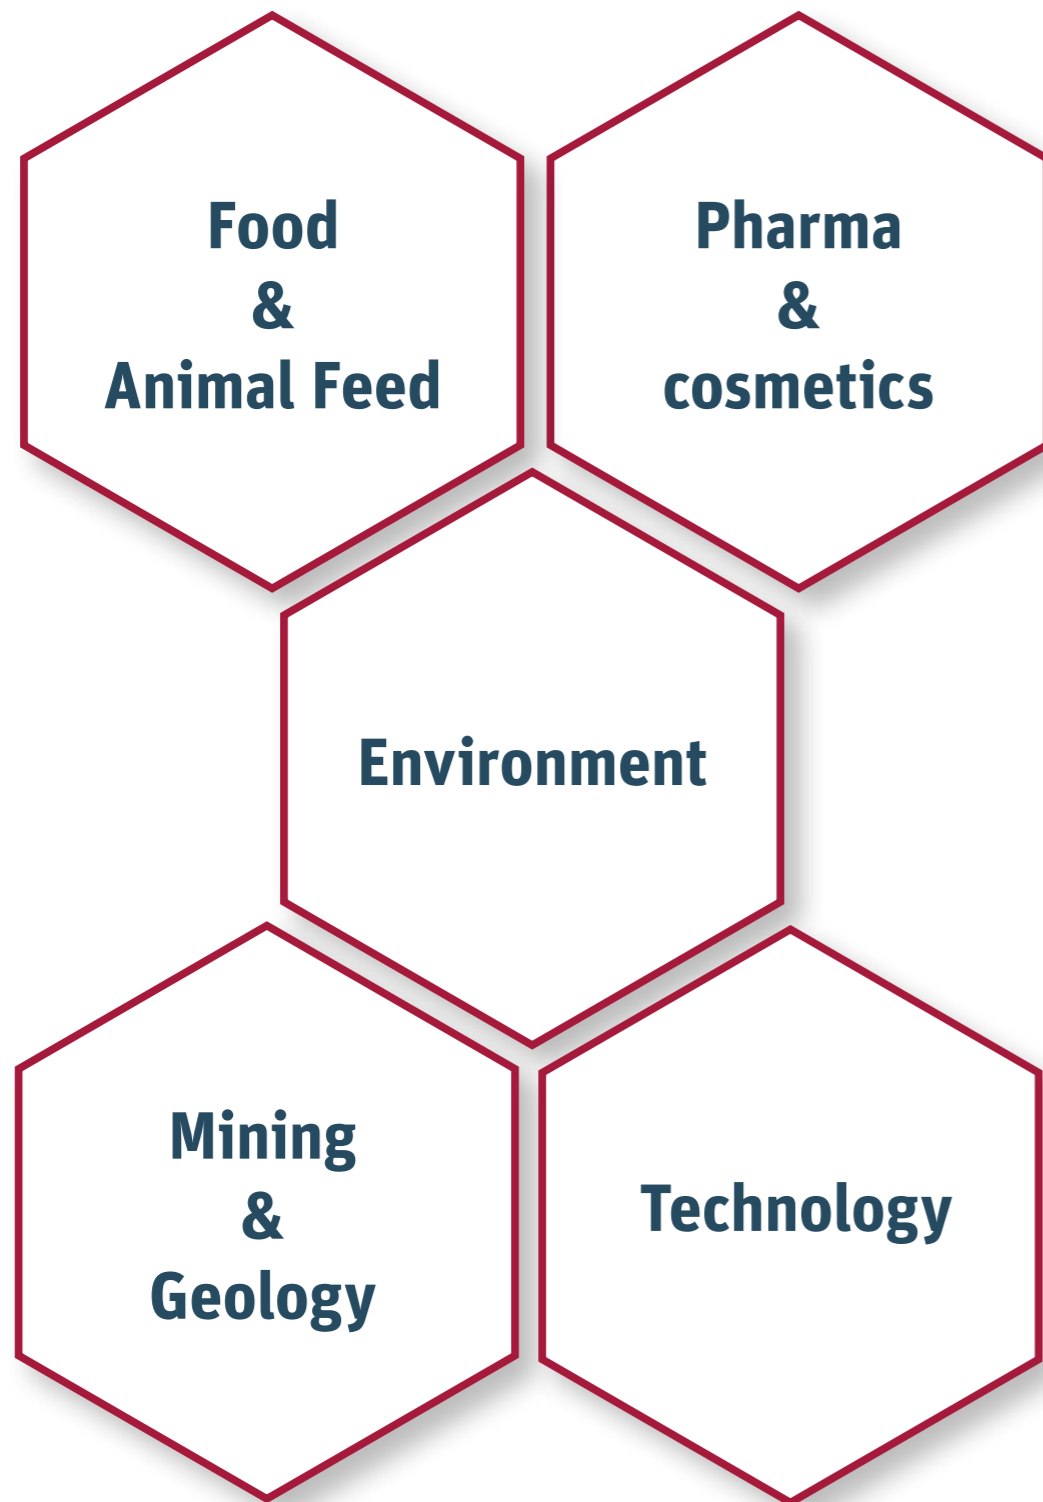 Food
&
Animal Feed
Pharma
&
cosmetics
Environment
Mining
&
Geology
Technology